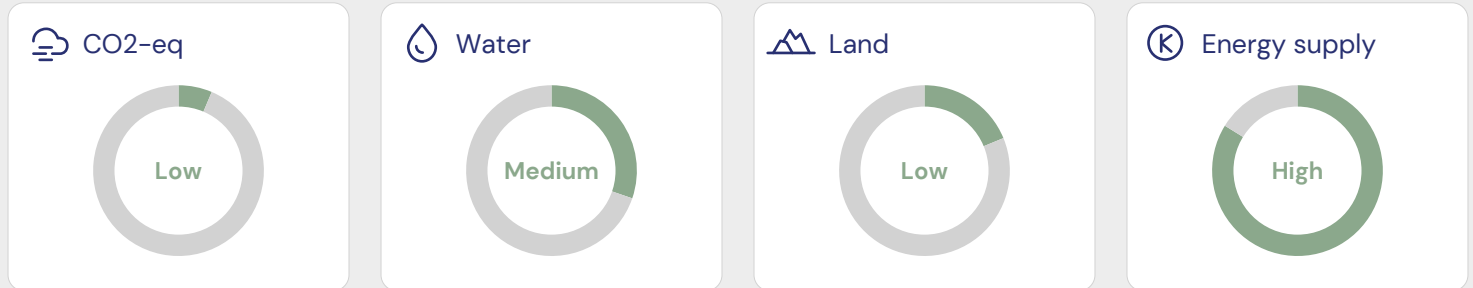 CO2-eq
Low
Water
Medium
Land
Low
Energy supply
High